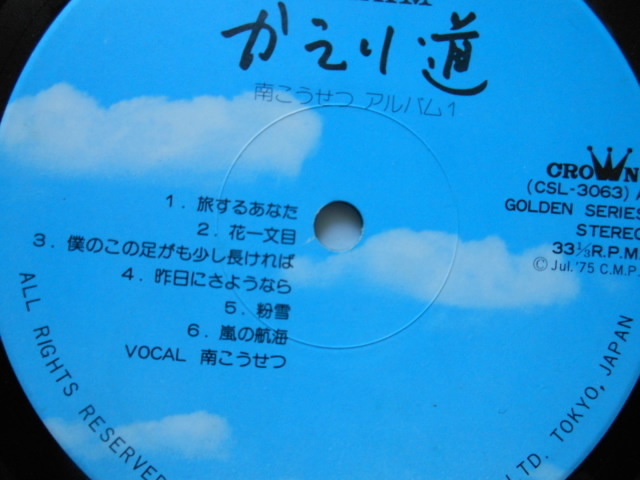 かえり道
南こうせつ アルバム1
1. 旅するあなた
2. 花一文目
3. 僕のこの足がも少し長ければ
4. 昨日にさようなら
5. 粉雪
6. 嵐の航海
VOCAL 南こうせつ
CROWN
(CSL-3063) A
GOLDEN SERIES
STEREO
33⅓R.P.M.
© Jul.'75 C.M.P.
ALL RIGHTS RESERVED
LTD. TOKYO, JAPAN